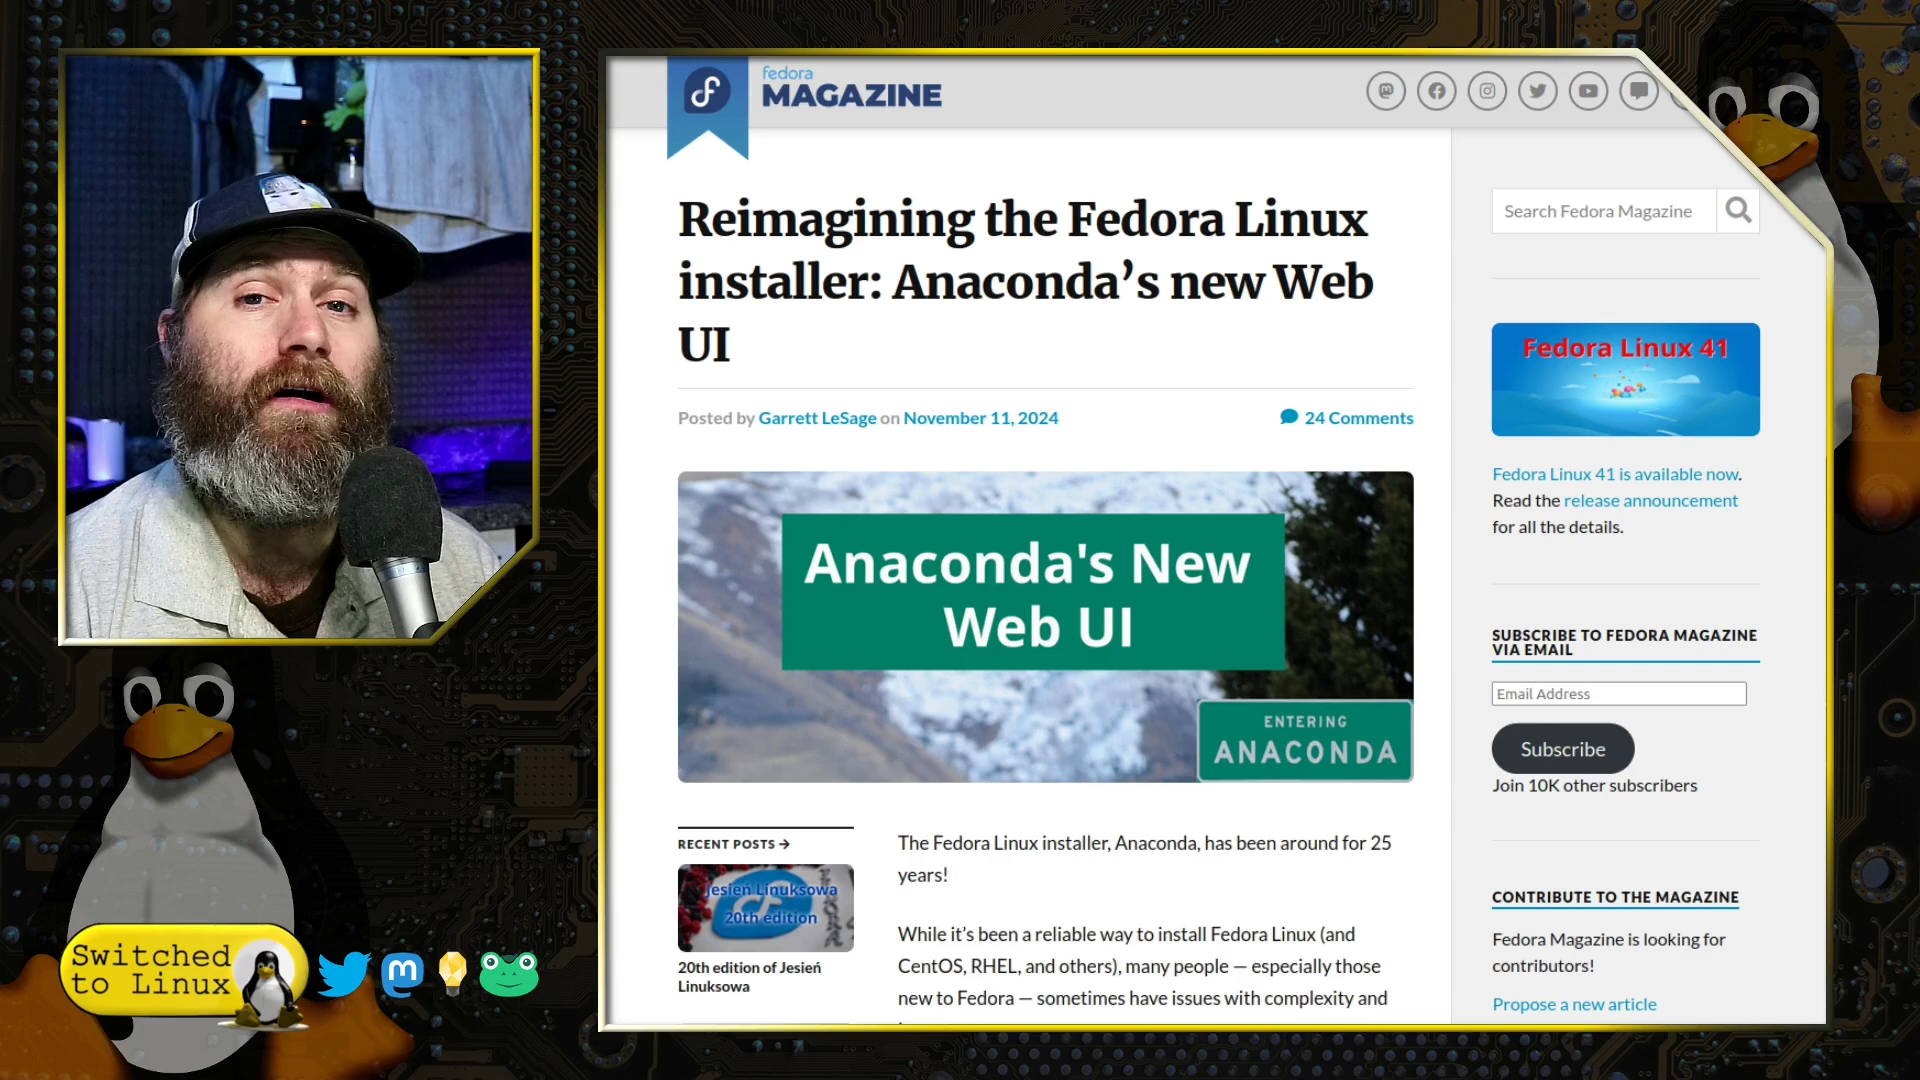 fedora
MAGAZINE
Reimagining the Fedora Linux
installer: Anaconda’s new Web
UI
Posted by Garrett LeSage on November 11, 2024
24 Comments
Anaconda's New
Web UI
ENTERING
ANACONDA
RECENT POSTS →
Jesień Linuksowa
20th edition
20th edition of Jesień
Linuksowa
The Fedora Linux installer, Anaconda, has been around for 25
years!
While it’s been a reliable way to install Fedora Linux (and
CentOS, RHEL, and others), many people — especially those
new to Fedora — sometimes have issues with complexity and
Search Fedora Magazine
Fedora Linux 41
Fedora Linux 41 is available now.
Read the release announcement
for all the details.
SUBSCRIBE TO FEDORA MAGAZINE
VIA EMAIL
Email Address
Subscribe
Join 10K other subscribers
CONTRIBUTE TO THE MAGAZINE
Fedora Magazine is looking for
contributors!
Propose a new article
Switched
to Linux